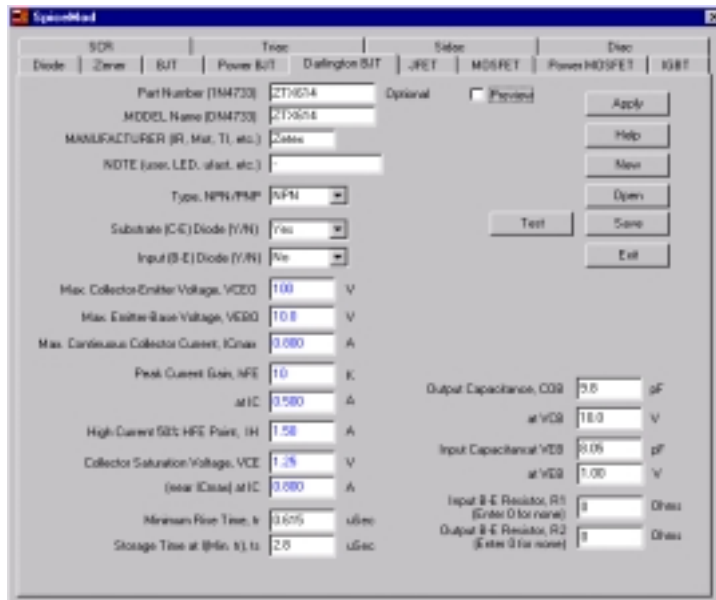 SpiceMod
SCR Triac Sidac Diac
Diode Zener BJT Power BJT Darlington BJT JFET MOSFET Power MOSFET IGBT
Part Number (1N4733) ZTX614 Optional Preview
.MODEL Name (DN4733) ZTX614
MANUFACTURER (IR, Mot, TI, etc.) Zetex
NOTE (user, LED, ufast, etc.) -
Type, NPN/PNP NPN
Substrate (C-E) Diode (Y/N) Yes
Input (B-E) Diode (Y/N) No
Max. Collector-Emitter Voltage, VCEO 100 V
Max. Emitter-Base Voltage, VEBO 10.0 V
Max. Continuous Collector Current, ICmax 0.800 A
Peak Current Gain, hFE 10 K
at IC 0.500 A
High Current 50% HFE Point, IH 1.50 A
Collector Saturation Voltage, VCE 1.25 V
(near ICmax) at IC 0.800 A
Minimum Rise Time, tr 0.615 uSec
Storage Time at I(Min. tr), ts 2.8 uSec
Apply
Help
New
Open
Test Save
Exit
Output Capacitance, COB 9.8 pF
at VCB 10.0 V
Input Capacitance at VEB 8.05 pF
at VEB 1.00 V
Input B-E Resistor, R1
(Enter 0 for none) 0 Ohms
Output B-E Resistor, R2
(Enter 0 for none) 0 Ohms